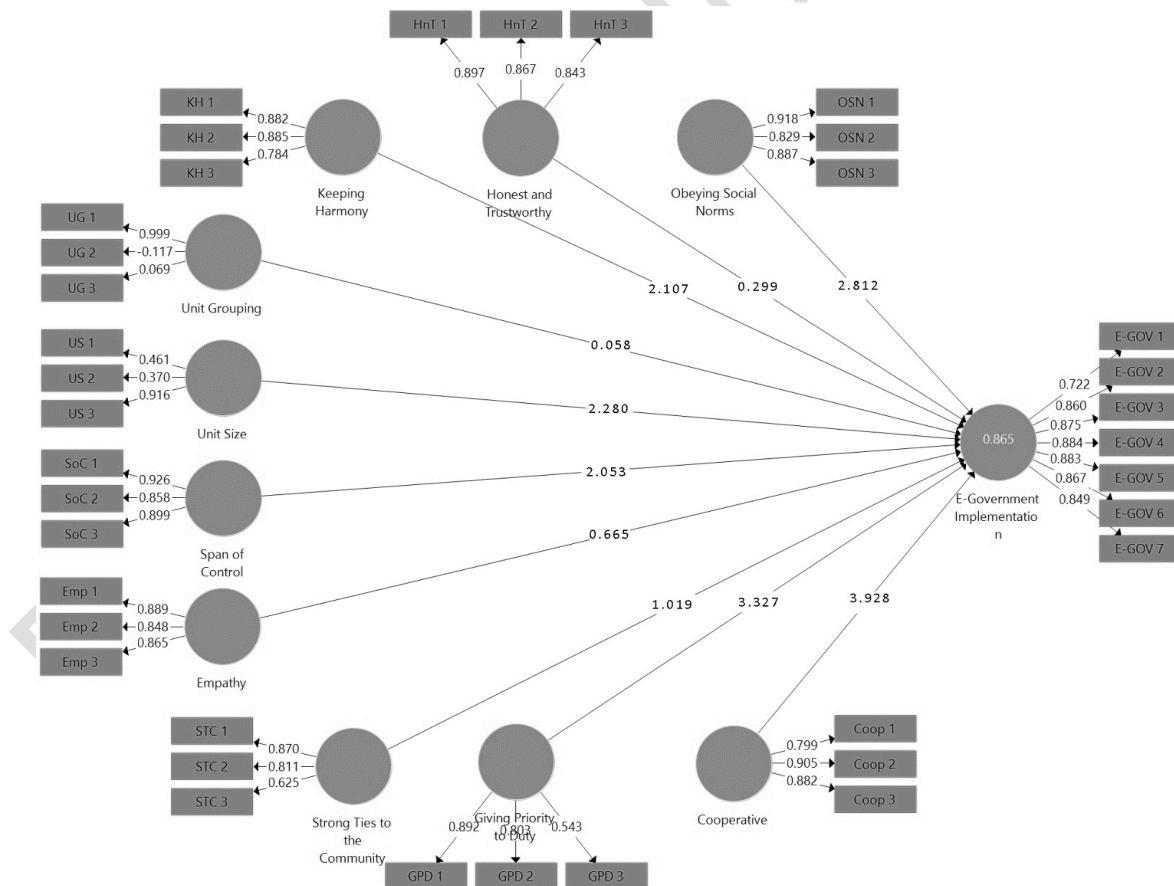 HnT 1
HnT 2
HnT 3
0.897
0.867
0.843
KH 1
KH 2
KH 3
0.882
0.885
0.784
Keeping
Harmony
Honest and
Trustworthy
OSN 1
OSN 2
OSN 3
0.918
0.829
0.887
Obeying Social
Norms
UG 1
UG 2
UG 3
0.999
-0.117
0.069
Unit Grouping
2.107
0.299
2.812
0.058
US 1
US 2
US 3
0.461
0.370
0.916
Unit Size
2.280
E-GOV 1
E-GOV 2
E-GOV 3
E-GOV 4
E-GOV 5
E-GOV 6
E-GOV 7
0.722
0.860
0.875
0.884
0.883
0.867
0.849
0.865
E-Government
Implementatio
n
SoC 1
SoC 2
SoC 3
0.926
0.858
0.899
Span of
Control
2.053
0.665
Emp 1
Emp 2
Emp 3
0.889
0.848
0.865
Empathy
1.019
3.327
3.928
STC 1
STC 2
STC 3
0.870
0.811
0.625
Strong Ties to
the
Community
Giving Priority
to Duty
0.892
0.803
0.543
GPD 1
GPD 2
GPD 3
Cooperative
0.799
0.905
0.882
Coop 1
Coop 2
Coop 3